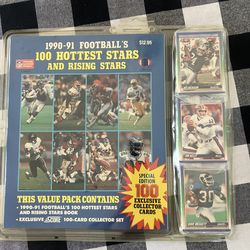 1990-91 FOOTBALL'S
$12.95
100 HOTTEST STARS
AND RISING STARS
SPECIAL
EDITION
100
EXCLUSIVE
COLLECTOR
CARDS
THIS VALUE PACK CONTAINS
• 1990-91 FOOTBALL'S 100 HOTTEST STARS
AND RISING STARS BOOK
• EXCLUSIVE SCORE 100-CARD COLLECTOR SET